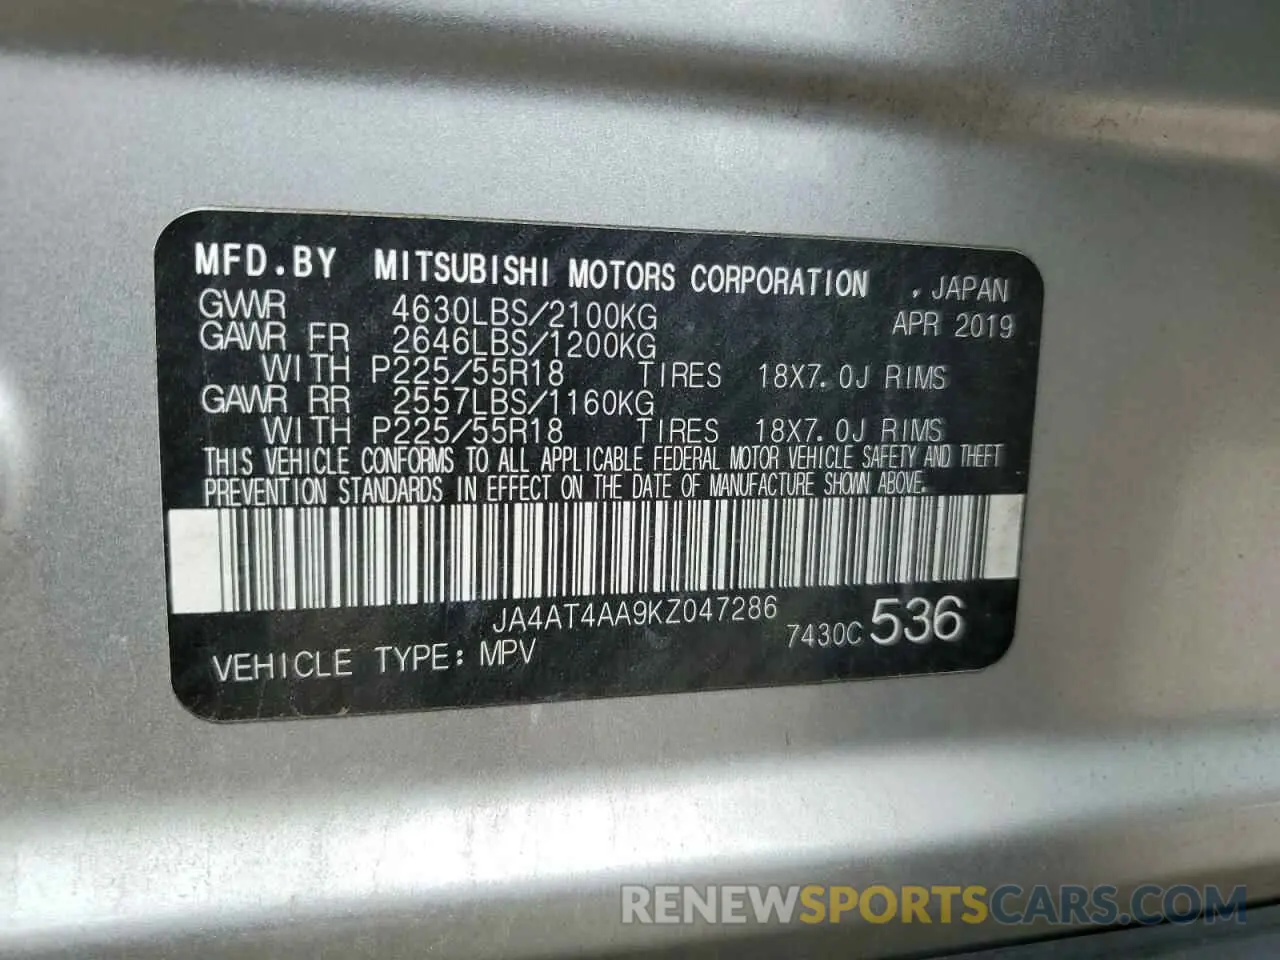 MFD.BY MITSUBISHI MOTORS CORPORATION , JAPAN
GVWR 4630LBS/2100KG APR 2019
GAWR FR 2646LBS/1200KG
WITH P225/55R18 TIRES 18X7.0J RIMS
GAWR RR 2557LBS/1160KG
WITH P225/55R18 TIRES 18X7.0J RIMS
THIS VEHICLE CONFORMS TO ALL APPLICABLE FEDERAL MOTOR VEHICLE SAFETY AND THEFT
PREVENTION STANDARDS IN EFFECT ON THE DATE OF MANUFACTURE SHOWN ABOVE.
JA4AT4AA9KZ047286
7430C 536
VEHICLE TYPE: MPV
RENEWSPORTSCARS.COM